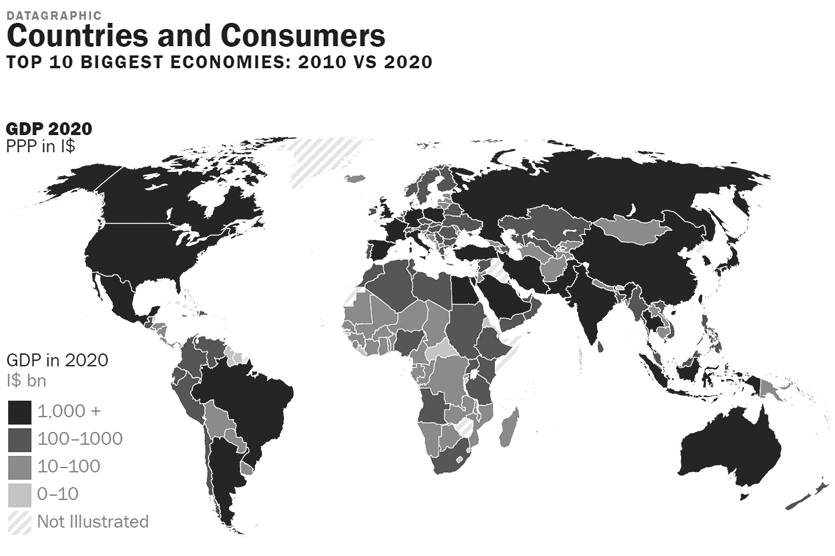 DATAGRAPHIC
Countries and Consumers
TOP 10 BIGGEST ECONOMIES: 2010 VS 2020
GDP 2020
PPP in I$
GDP in 2020
I$ bn
1,000 +
100–1000
10–100
0–10
Not Illustrated